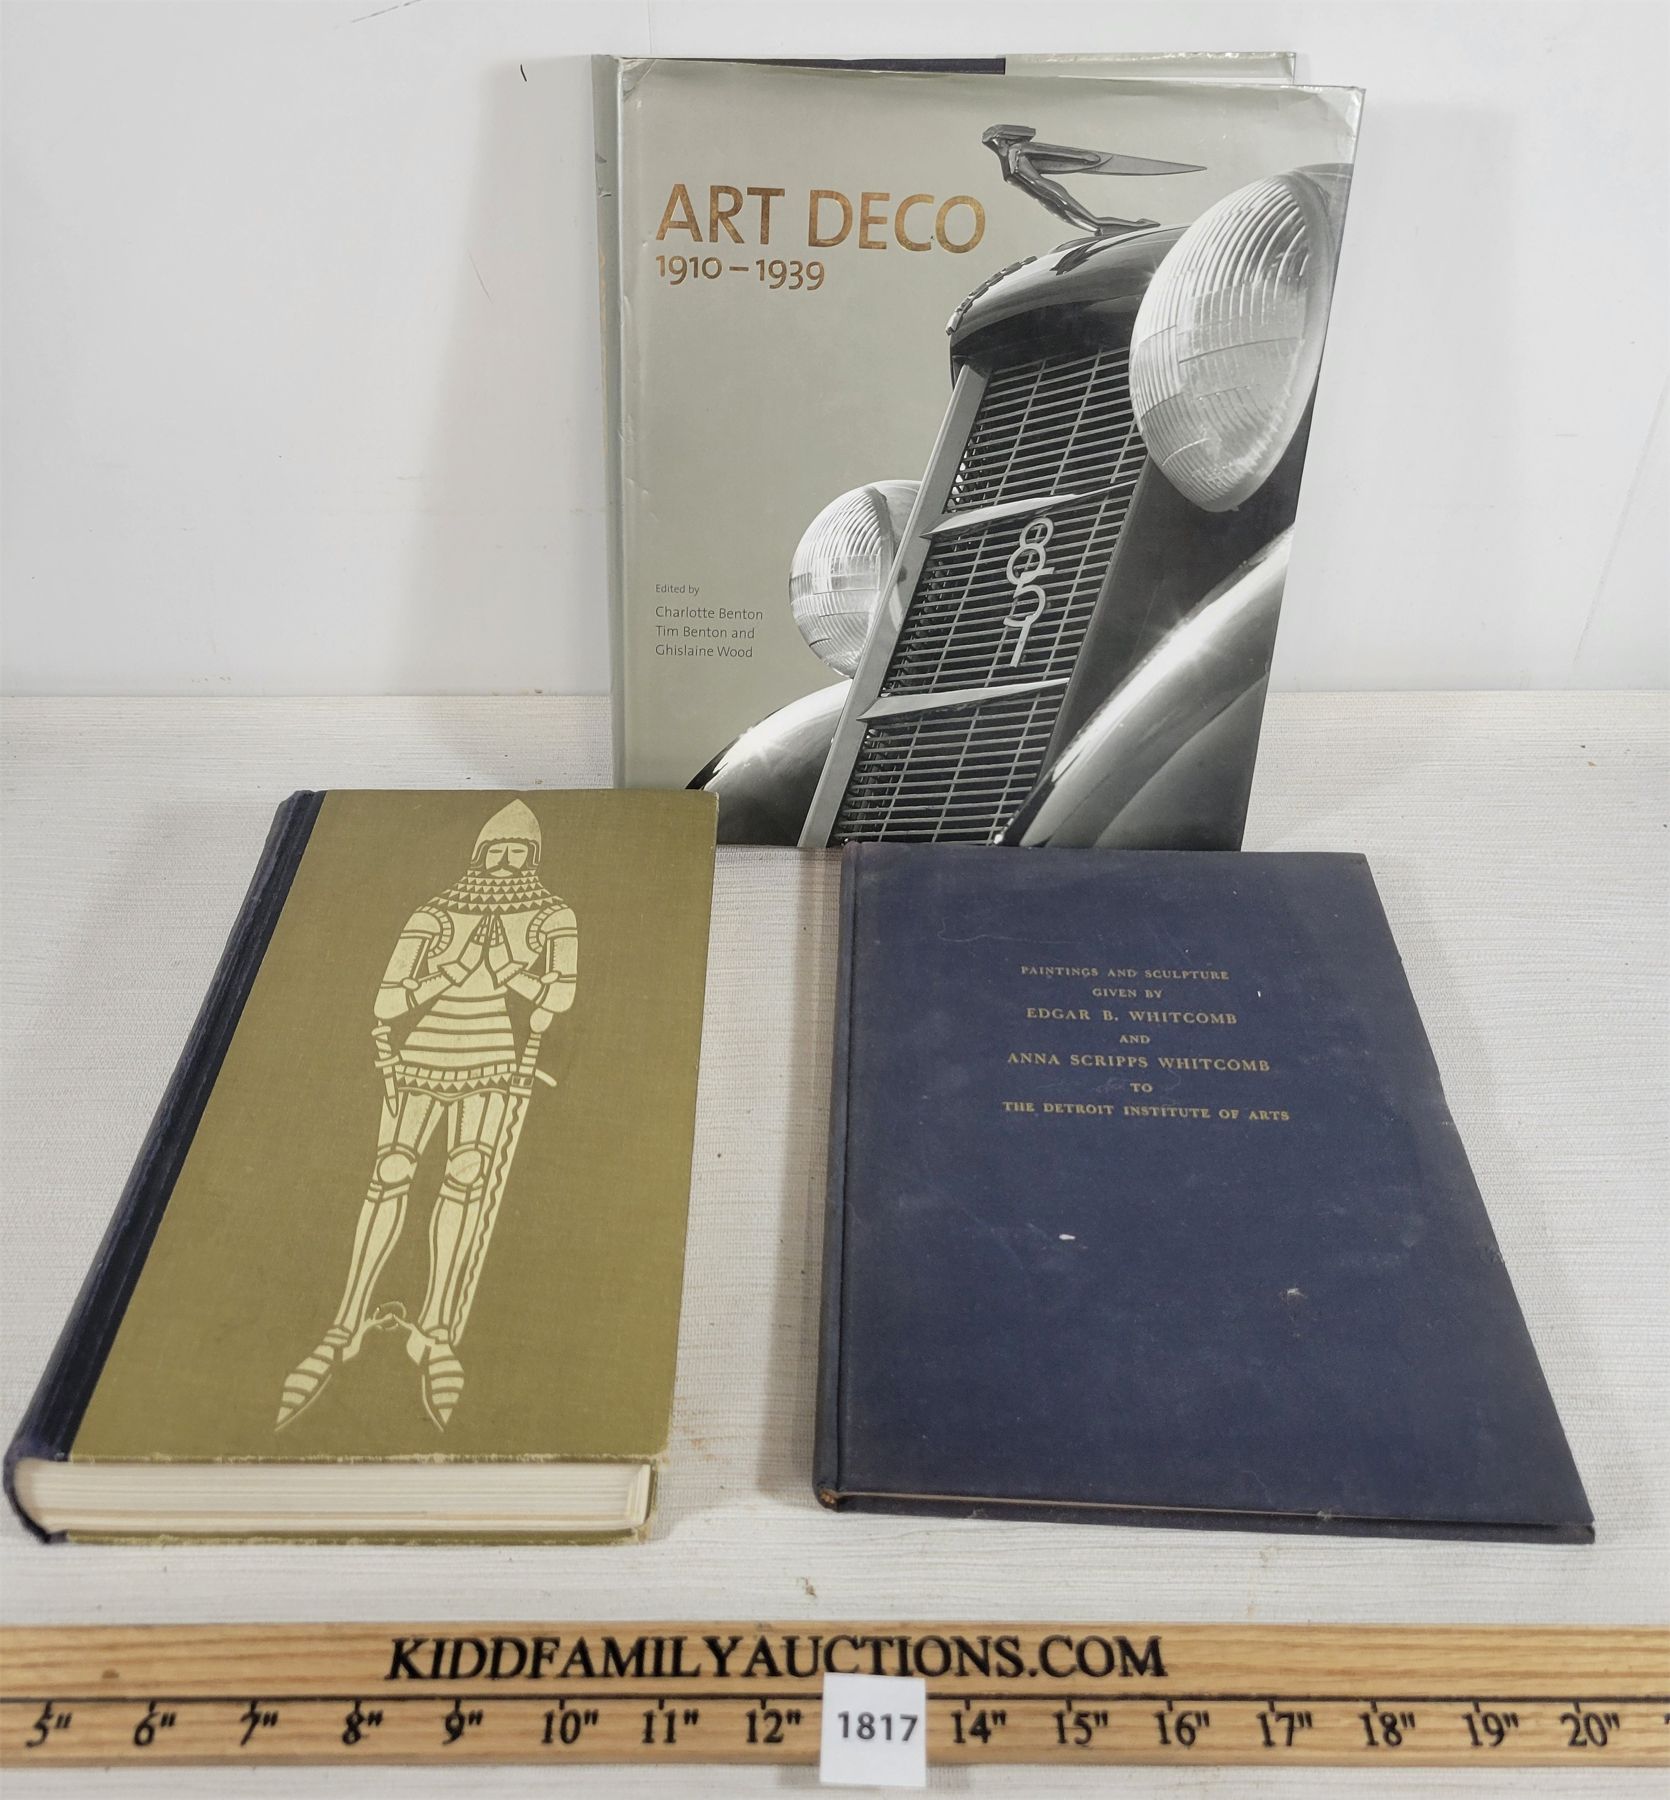 ART DECO
1910–1939
Edited by
Charlotte Benton
Tim Benton and
Ghislaine Wood
PAINTINGS AND SCULPTURE
GIVEN BY
EDGAR B. WHITCOMB
AND
ANNA SCRIPPS WHITCOMB
TO
THE DETROIT INSTITUTE OF ARTS
KIDDFAMILYAUCTIONS.COM
5" 6" 7" 8" 9" 10" 11" 12" 1817 14" 15" 16" 17" 18" 19" 20"